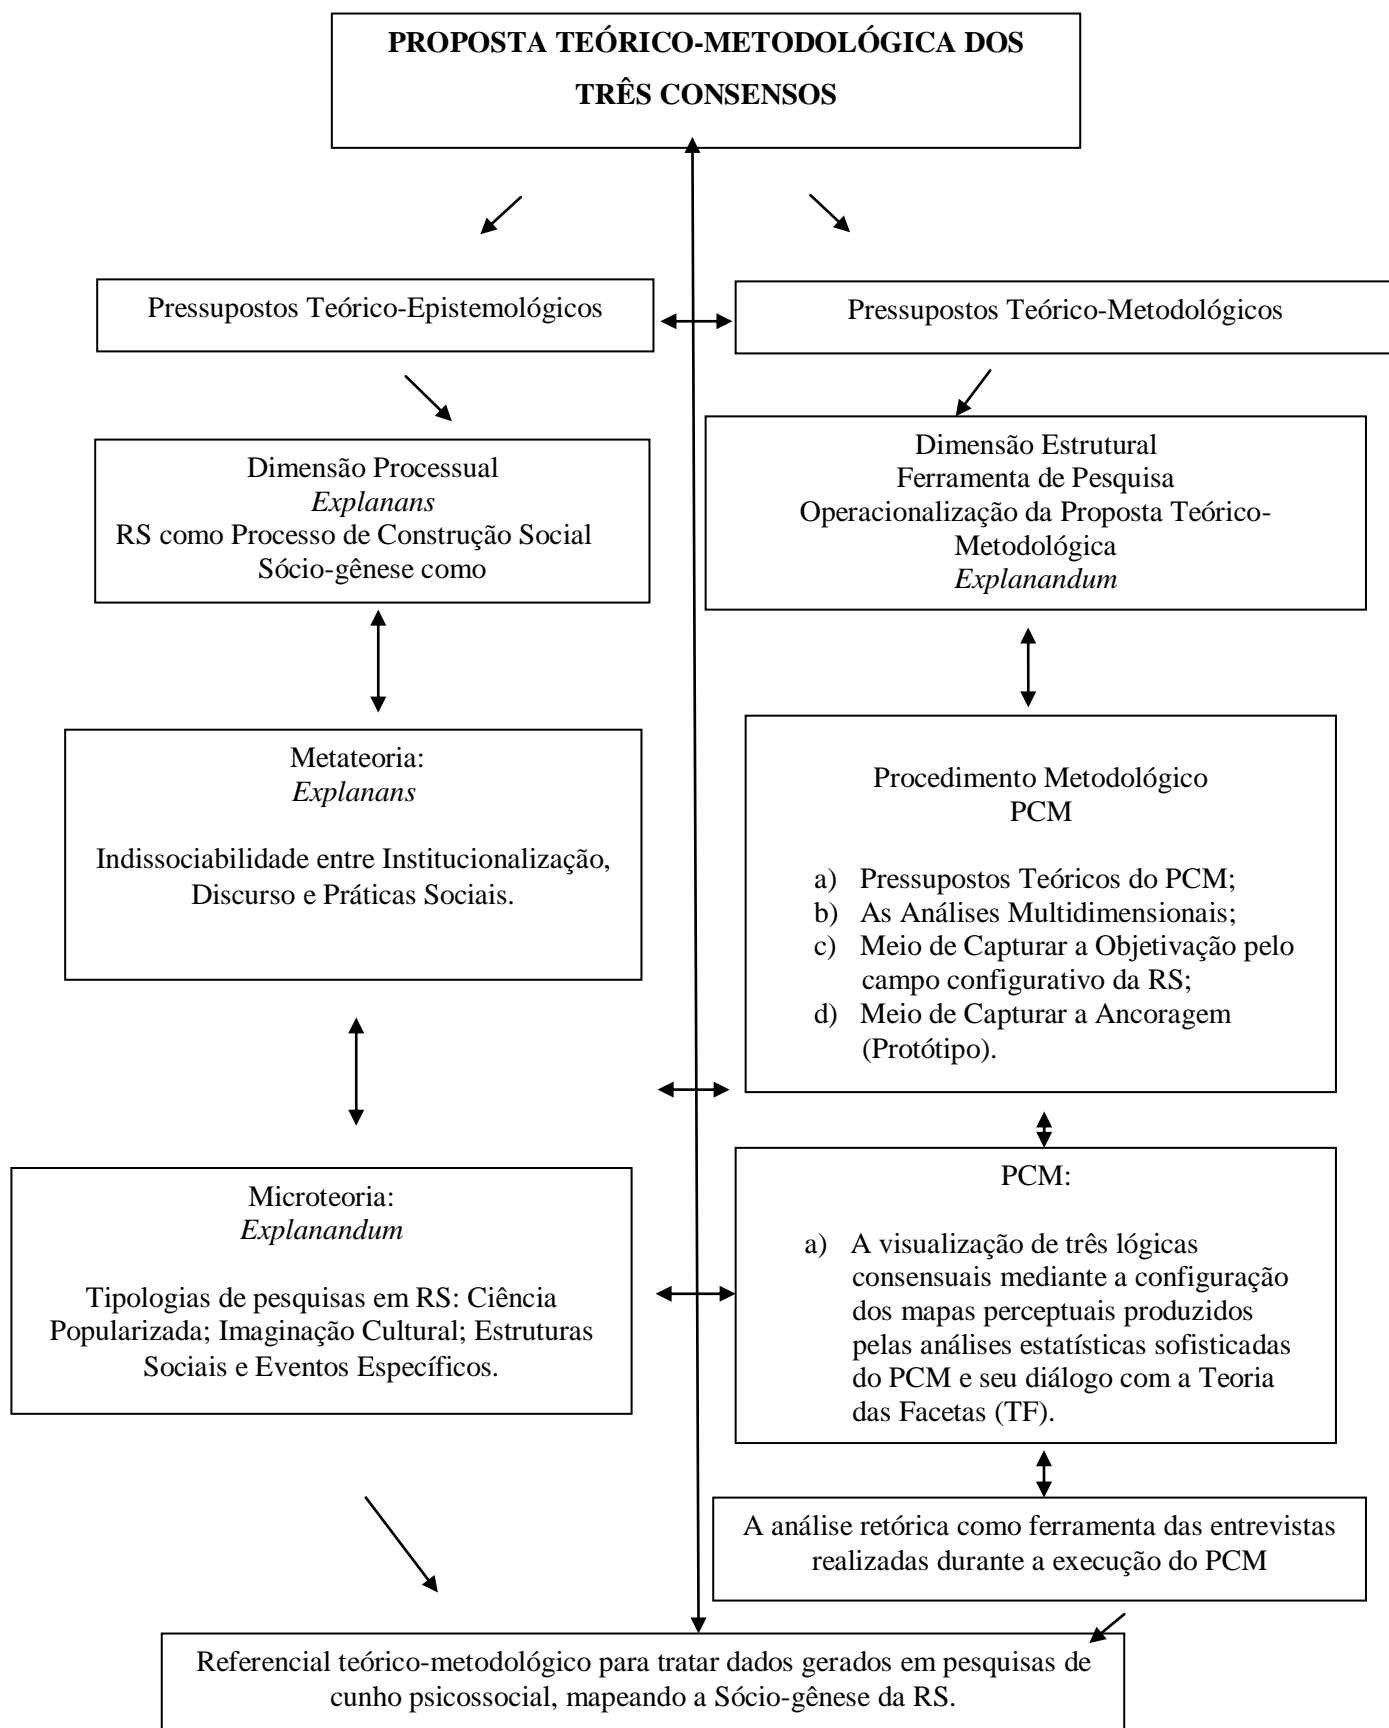 PROPOSTA TEÓRICO-METODOLÓGICA DOS
TRÊS CONSENSOS
Pressupostos Teórico-Epistemológicos
Pressupostos Teórico-Metodológicos
Dimensão Processual
Explanans
RS como Processo de Construção Social
Sócio-gênese como
Dimensão Estrutural
Ferramenta de Pesquisa
Operacionalização da Proposta Teórico-
Metodológica
Explanandum
Metateoria:
Explanans
Indissociabilidade entre Institucionalização,
Discurso e Práticas Sociais.
Procedimento Metodológico
PCM
a) Pressupostos Teóricos do PCM;
b) As Análises Multidimensionais;
c) Meio de Capturar a Objetivação pelo
campo configurativo da RS;
d) Meio de Capturar a Ancoragem
(Protótipo).
Microteoria:
Explanandum
Tipologias de pesquisas em RS: Ciência
Popularizada; Imaginação Cultural; Estruturas
Sociais e Eventos Específicos.
PCM:
a) A visualização de três lógicas
consensuais mediante a configuração
dos mapas perceptuais produzidos
pelas análises estatísticas sofisticadas
do PCM e seu diálogo com a Teoria
das Facetas (TF).
A análise retórica como ferramenta das entrevistas
realizadas durante a execução do PCM
Referencial teórico-metodológico para tratar dados gerados em pesquisas de
cunho psicossocial, mapeando a Sócio-gênese da RS.